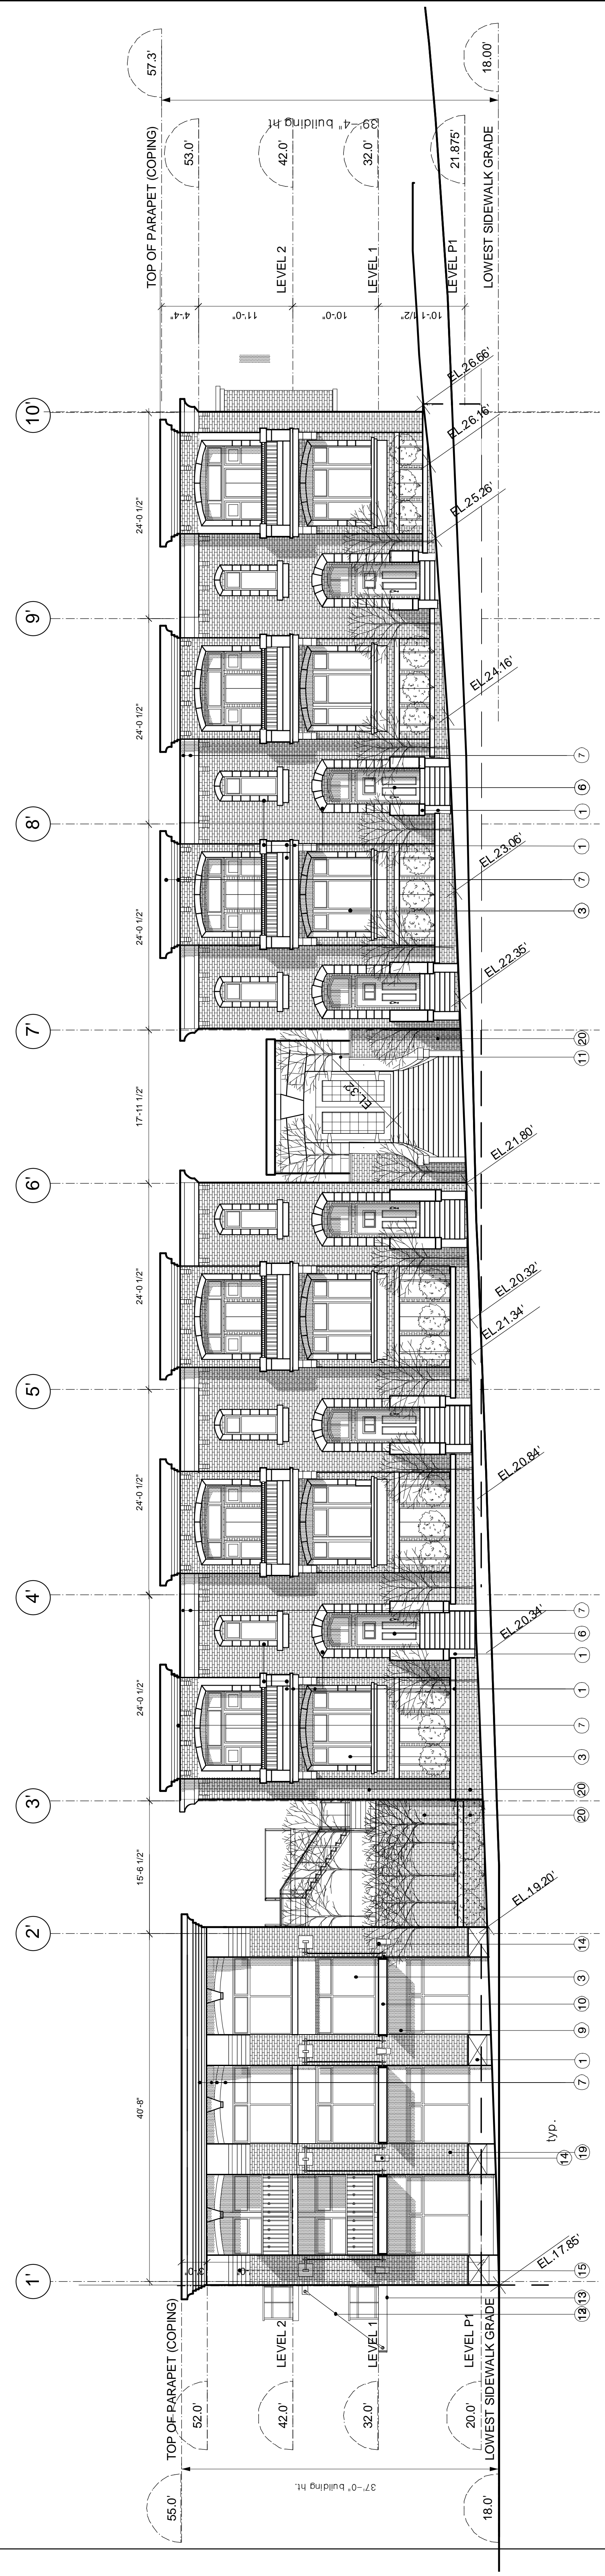 1'
2'
3'
4'
5'
6'
7'
8'
9'
10'
40'-8"
15'-6 1/2"
24'-0 1/2"
24'-0 1/2"
24'-0 1/2"
17'-11 1/2"
24'-0 1/2"
24'-0 1/2"
24'-0 1/2"
55.0'
TOP OF PARAPET (COPING)
52.0'
42.0'
LEVEL 2
32.0'
LEVEL 1
20.0'
LEVEL P1
18.0'
LOWEST SIDEWALK GRADE
37'-0" building ht.
3'-0"
57.3'
TOP OF PARAPET (COPING)
53.0'
42.0'
LEVEL 2
32.0'
LEVEL 1
21.875'
LEVEL P1
18.00'
LOWEST SIDEWALK GRADE
39'-4" building ht
4'-4"
11'-0"
10'-0"
10'-1 1/2"
EL.17.85'
EL.19.20'
EL.20.34'
EL.20.84'
EL.21.34'
EL.20.32'
EL.21.80'
EL.32
EL.22.35'
EL.23.06'
EL.24.16'
EL.25.26'
EL.26.16'
EL.26.66'
13
15
14
typ.
19
7
1
9
10
3
14
20
20
3
7
1
1
6
7
11
20
3
7
1
1
6
7